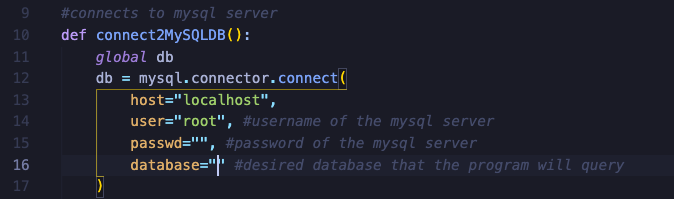 9 #connects to mysql server
10 def connect2MySQLDB():
11 global db
12 db = mysql.connector.connect(
13 host="localhost",
14 user="root", #username of the mysql server
15 passwd="", #password of the mysql server
16 database="" #desired database that the program will query
17 )